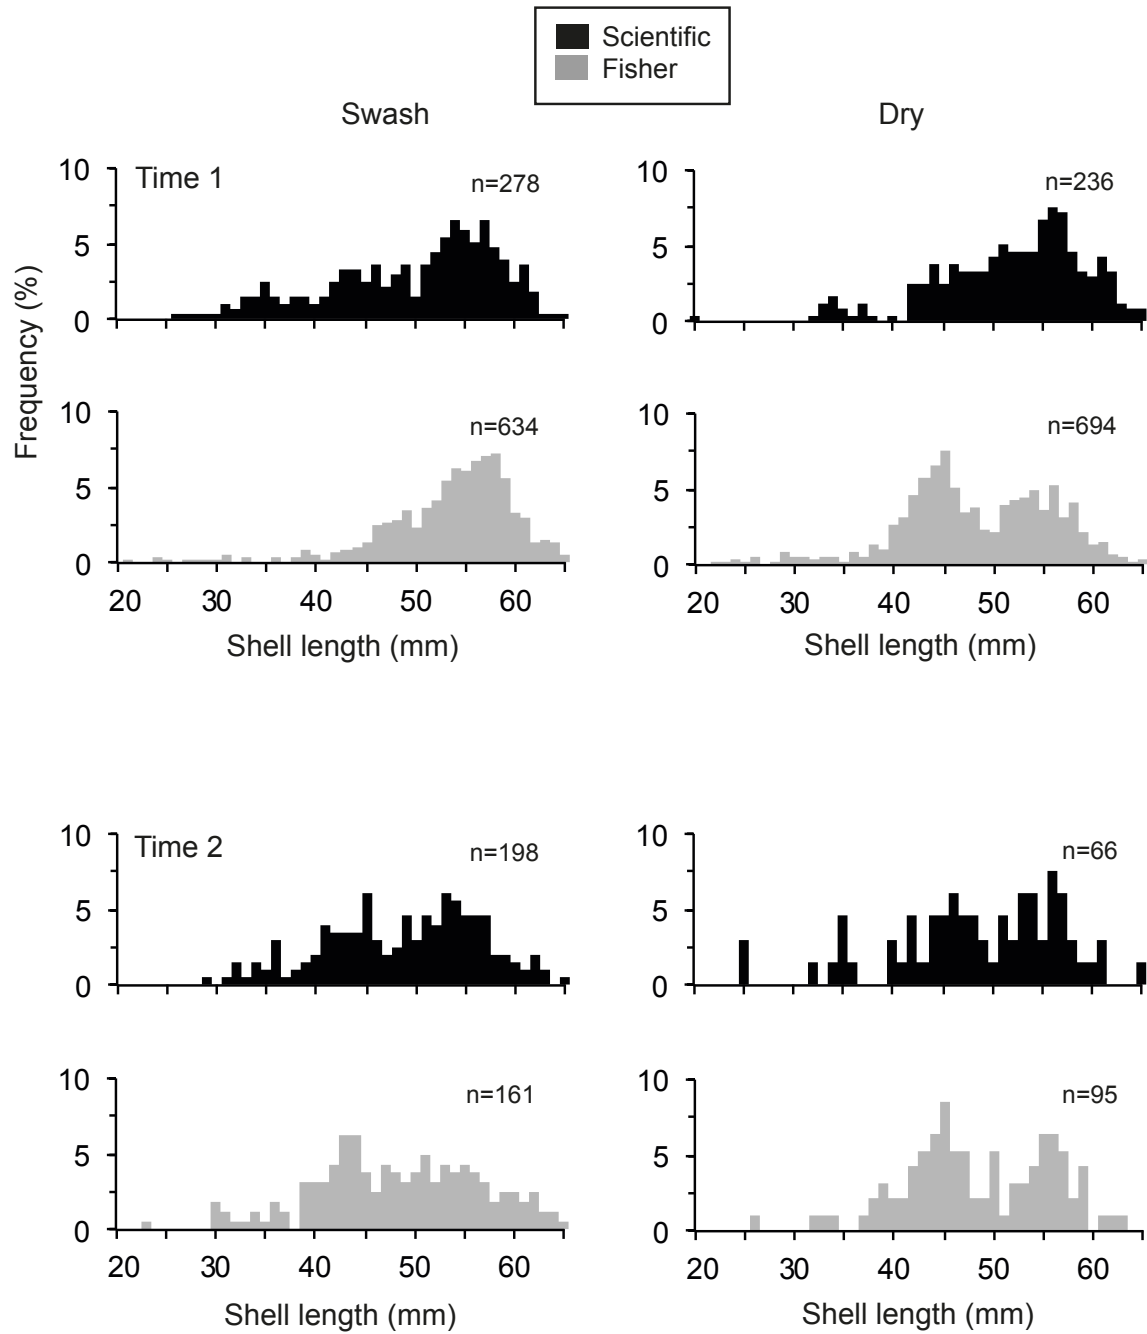 Scientific
Fisher
Swash
Dry
Frequency (%)
10
5
0
Time 1
n=278
10
5
0
n=236
10
5
0
n=634
20 30 40 50 60
Shell length (mm)
10
5
0
n=694
20 30 40 50 60
Shell length (mm)
10
5
0
Time 2
n=198
10
5
0
n=66
10
5
0
n=161
20 30 40 50 60
Shell length (mm)
10
5
0
n=95
20 30 40 50 60
Shell length (mm)